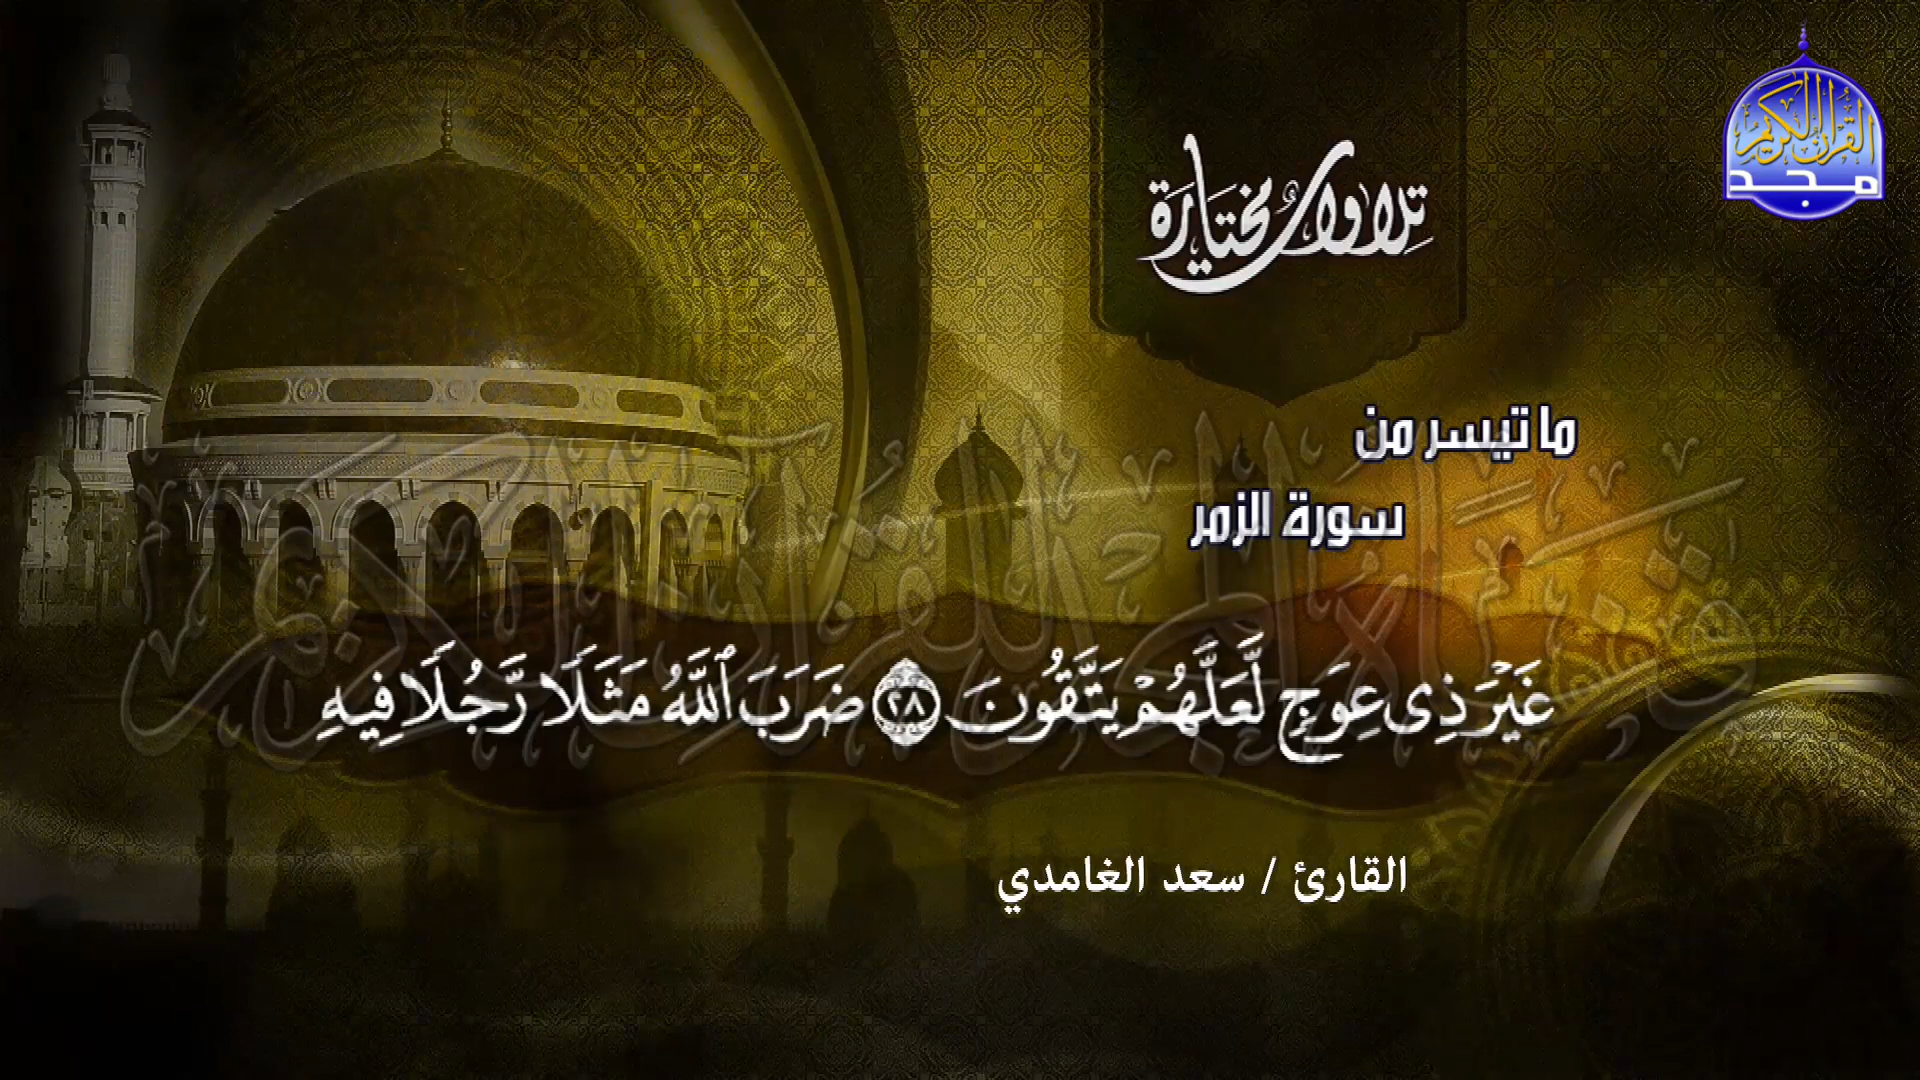 القرآن الكريم
مجد
تلاوات مختارة
ما تيسر من
سورة الزمر
غَيْرَ ذِى عِوَجٍ لَّعَلَّهُمْ يَتَّقُونَ ٢٨ ضَرَبَ ٱللَّهُ مَثَلًا رَّجُلًا فِيهِ
القارئ / سعد الغامدي